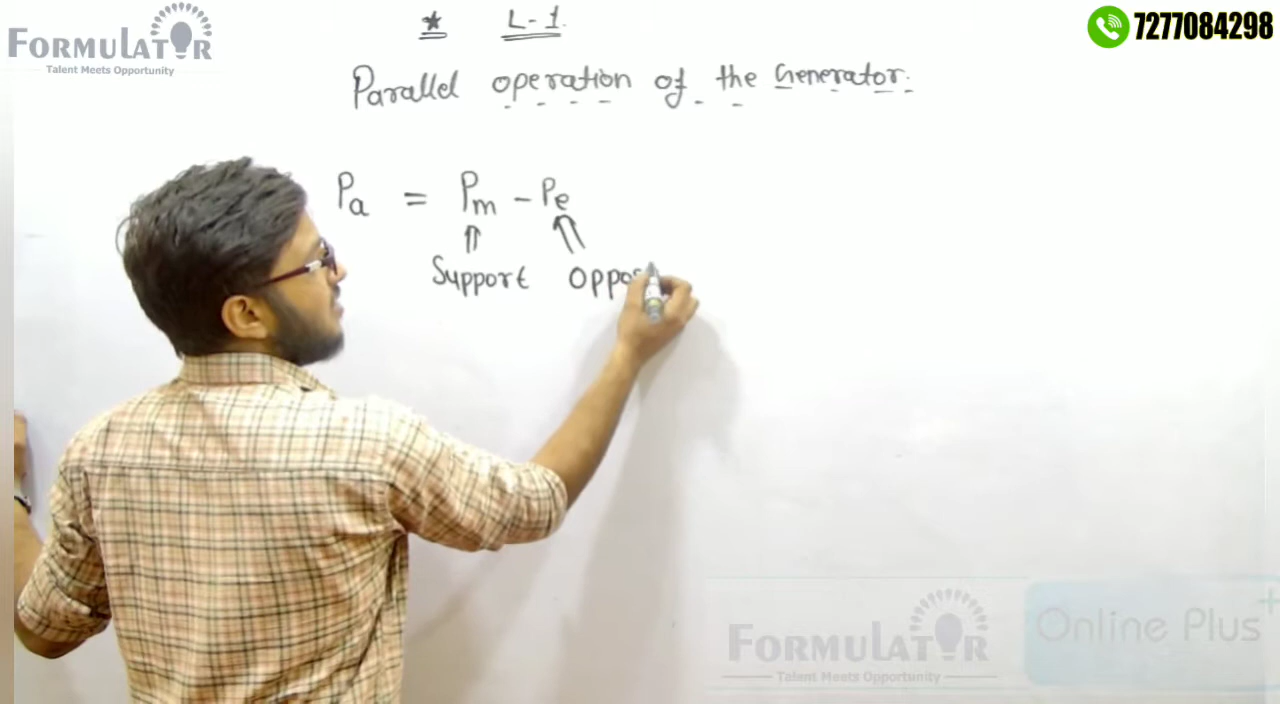 * L-1.
FORMULATOR
Talent Meets Opportunity
7277084298
Parallel operation of the Generator.
Pa = Pm - Pe
Support Oppos
FORMULATOR
Talent Meets Opportunity
Online Plus+